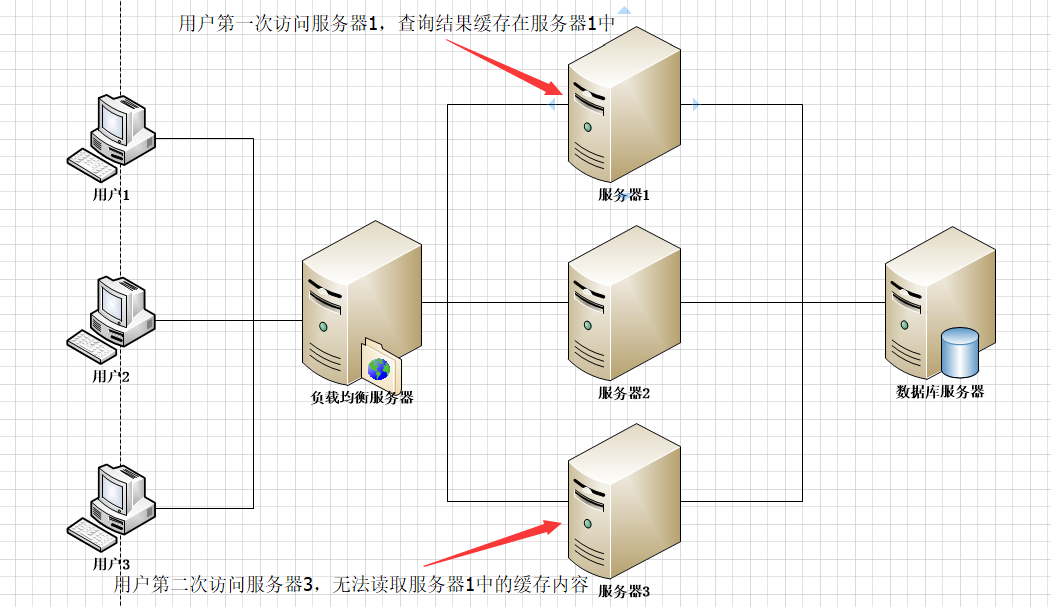 用户第一次访问服务器1，查询结果缓存在服务器1中
用户1
服务器1
用户2
负载均衡服务器
服务器2
数据库服务器
用户3
用户第二次访问服务器3，无法读取服务器1中的缓存内容
服务器3